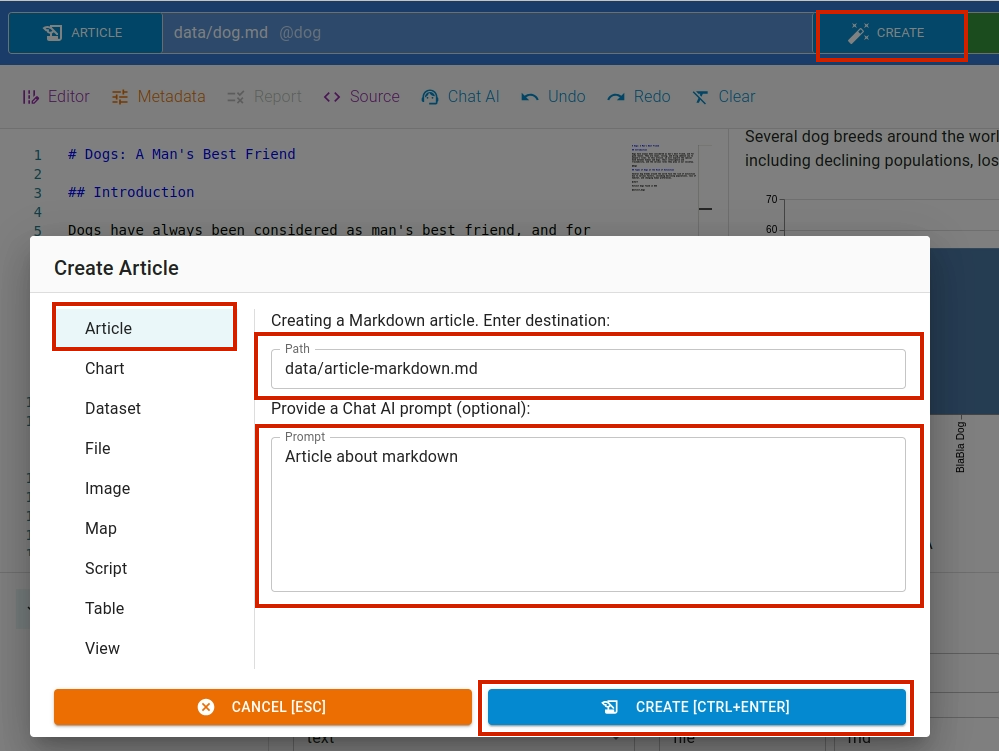 ARTICLE data/dog.md @dog CREATE
Editor Metadata Report Source Chat AI Undo Redo Clear
1 # Dogs: A Man's Best Friend
2
3 ## Introduction
4
5 Dogs have always been considered as man's best friend, and for
Several dog breeds around the worl
including declining populations, los
70
60
BlaBla Dog
Create Article
Article
Chart
Dataset
File
Image
Map
Script
Table
View
Creating a Markdown article. Enter destination:
Path
data/article-markdown.md
Provide a Chat AI prompt (optional):
Prompt
Article about markdown
CANCEL [ESC]
CREATE [CTRL+ENTER]
text file md